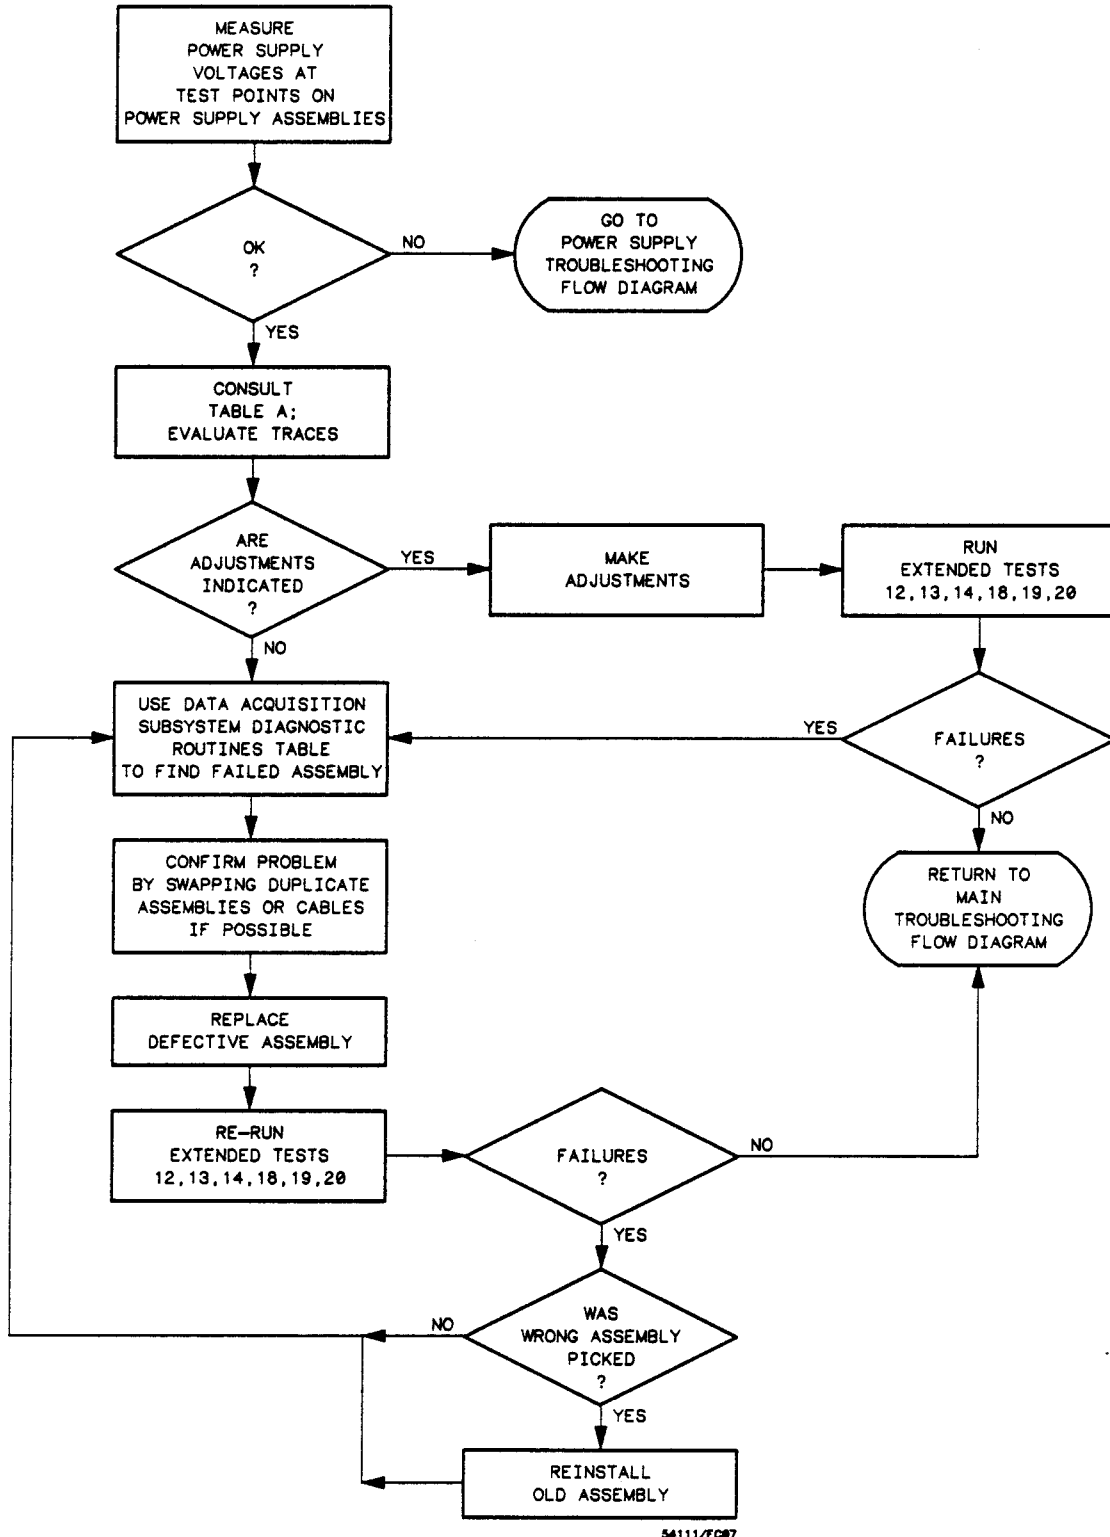 MEASURE
POWER SUPPLY
VOLTAGES AT
TEST POINTS ON
POWER SUPPLY ASSEMBLIES
OK
?
NO
GO TO
POWER SUPPLY
TROUBLESHOOTING
FLOW DIAGRAM
YES
CONSULT
TABLE A;
EVALUATE TRACES
ARE
ADJUSTMENTS
INDICATED
?
YES
MAKE
ADJUSTMENTS
RUN
EXTENDED TESTS
12,13,14,18,19,20
NO
USE DATA ACQUISITION
SUBSYSTEM DIAGNOSTIC
ROUTINES TABLE
TO FIND FAILED ASSEMBLY
YES
FAILURES
?
NO
CONFIRM PROBLEM
BY SWAPPING DUPLICATE
ASSEMBLIES OR CABLES
IF POSSIBLE
RETURN TO
MAIN
TROUBLESHOOTING
FLOW DIAGRAM
REPLACE
DEFECTIVE ASSEMBLY
RE-RUN
EXTENDED TESTS
12,13,14,18,19,20
FAILURES
?
NO
YES
WAS
WRONG ASSEMBLY
PICKED
?
NO
YES
REINSTALL
OLD ASSEMBLY
54111/FC07